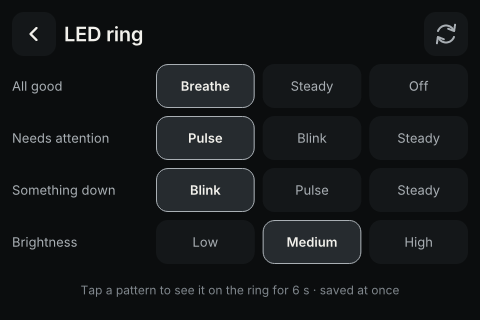 LED ring
All good Breathe Steady Off
Needs attention Pulse Blink Steady
Something down Blink Pulse Steady
Brightness Low Medium High
Tap a pattern to see it on the ring for 6 s · saved at once